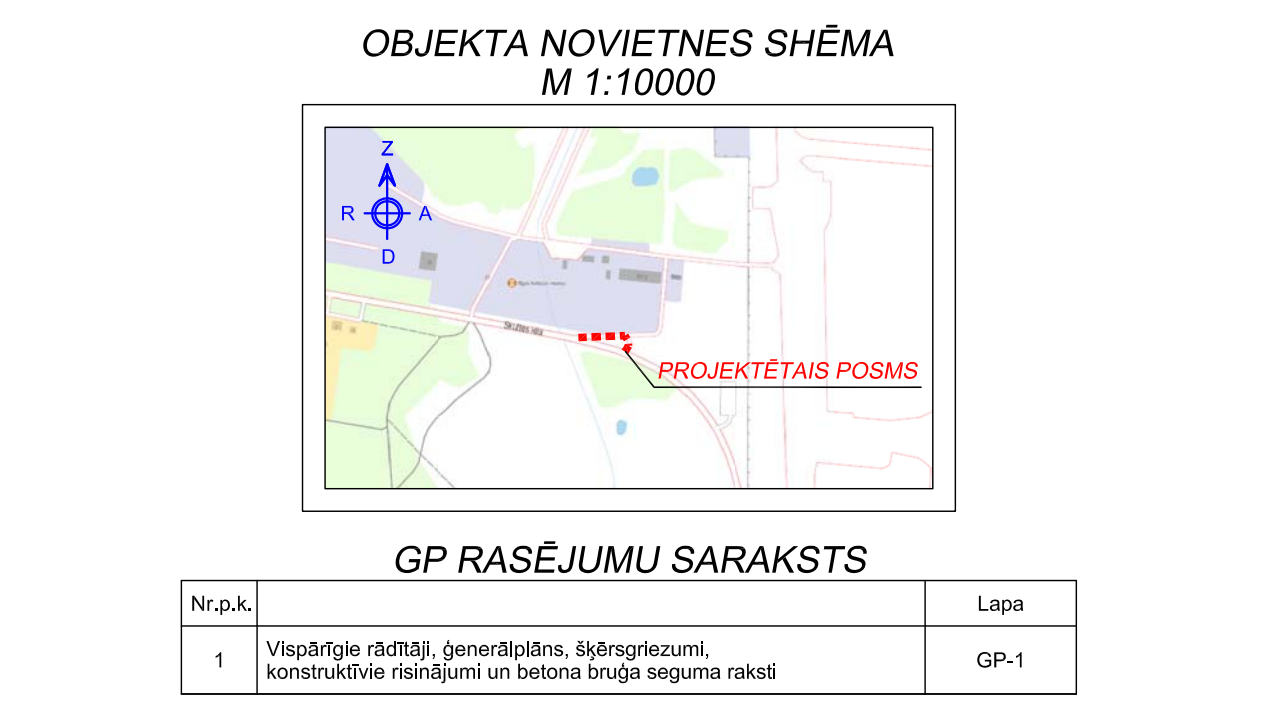 OBJEKTA NOVIETNES SHĒMA
M 1:10000
Z
R A
D
Skultes iela
PROJEKTĒTAIS POSMS
GP RASĒJUMU SARAKSTS
Nr.p.k. Lapa
1 Vispārīgie rādītāji, ģenerālplāns, šķērsgriezumi, GP-1
konstruktīvie risinājumi un betona bruģa seguma raksti